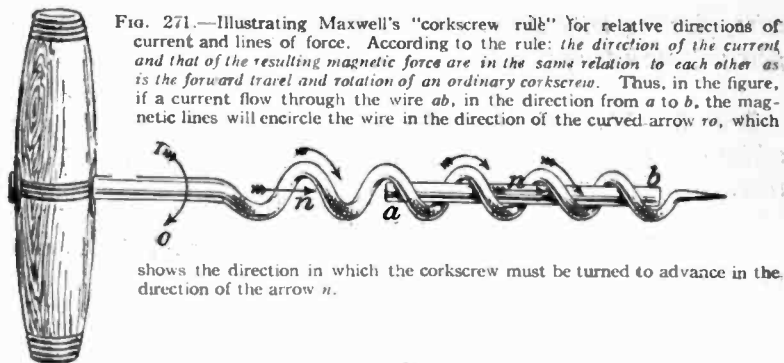 FIG. 271.—Illustrating Maxwell's "corkscrew rule" for relative directions of
current and lines of force. According to the rule: the direction of the current
and that of the resulting magnetic force are in the same relation to each other as
is the forward travel and rotation of an ordinary corkscrew. Thus, in the figure,
if a current flow through the wire ab, in the direction from a to b, the mag-
netic lines will encircle the wire in the direction of the curved arrow ro, which
r
n
a
n
b
o
shows the direction in which the corkscrew must be turned to advance in the
direction of the arrow n.